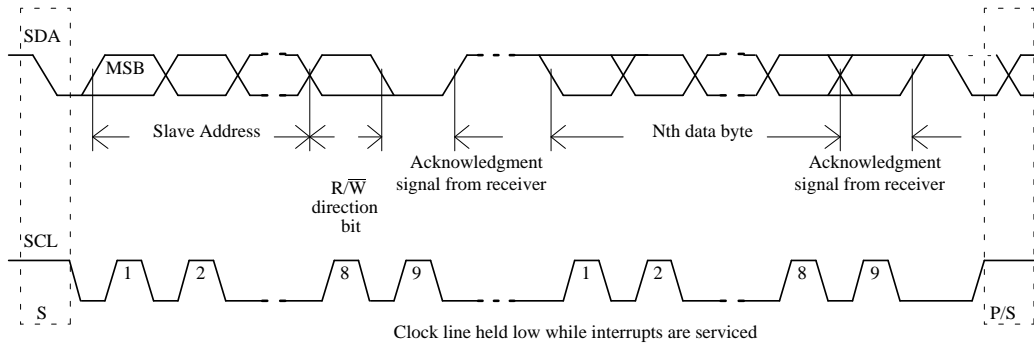 SDA
MSB
Slave Address
Nth data byte
Acknowledgment
signal from receiver
Acknowledgment
signal from receiver
R/W̅
direction
bit
SCL
1
2
8
9
1
2
8
9
S
P/S
Clock line held low while interrupts are serviced